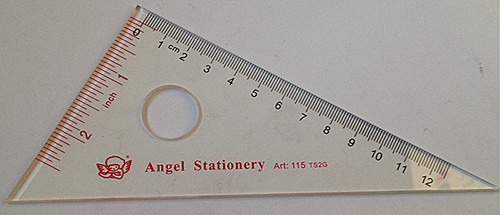 0 1 cm 2 3 4 5 6 7 8 9 10 11 12
1 inch 2
Angel Stationery Art: 115 TS2G